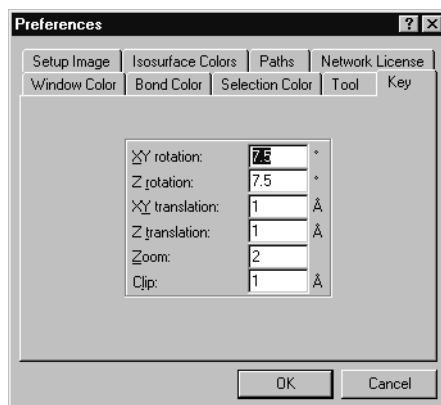 Preferences
Setup Image Isosurface Colors Paths Network License
Window Color Bond Color Selection Color Tool Key
XY rotation: 7.5 °
Z rotation: 7.5 °
XY translation: 1 Å
Z translation: 1 Å
Zoom: 2
Clip: 1 Å
OK Cancel